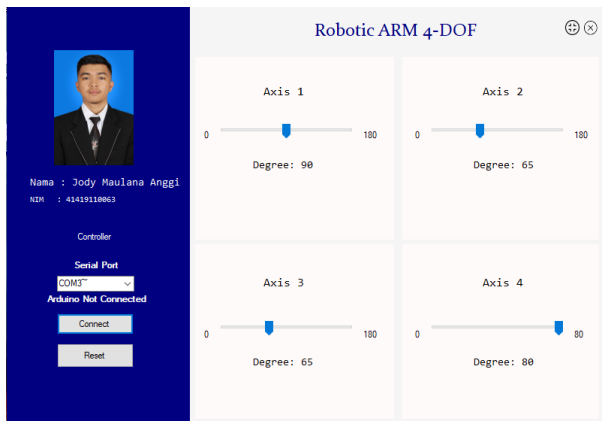 Robotic ARM 4-DOF
Nama : Jody Maulana Anggi
NIM : 41419110063
Controller
Serial Port
COM3~
Arduino Not Connected
Connect
Reset
Axis 1
0 180
Degree: 90
Axis 2
0 180
Degree: 65
Axis 3
0 180
Degree: 65
Axis 4
0 80
Degree: 80